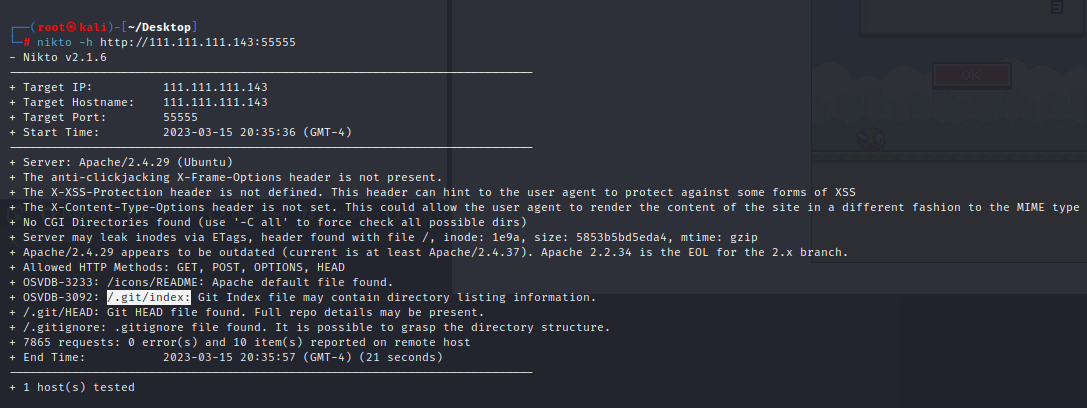 ┌──(root㉿kali)-[~/Desktop]
└─# nikto -h http://111.111.111.143:55555
- Nikto v2.1.6
---------------------------------------------------------------------------
+ Target IP:          111.111.111.143
+ Target Hostname:    111.111.111.143
+ Target Port:        55555
+ Start Time:         2023-03-15 20:35:36 (GMT-4)
---------------------------------------------------------------------------
+ Server: Apache/2.4.29 (Ubuntu)
+ The anti-clickjacking X-Frame-Options header is not present.
+ The X-XSS-Protection header is not defined. This header can hint to the user agent to protect against some forms of XSS
+ The X-Content-Type-Options header is not set. This could allow the user agent to render the content of the site in a different fashion to the MIME type
+ No CGI Directories found (use '-C all' to force check all possible dirs)
+ Server may leak inodes via ETags, header found with file /, inode: 1e9a, size: 5853b5bd5eda4, mtime: gzip
+ Apache/2.4.29 appears to be outdated (current is at least Apache/2.4.37). Apache 2.2.34 is the EOL for the 2.x branch.
+ Allowed HTTP Methods: GET, POST, OPTIONS, HEAD
+ OSVDB-3233: /icons/README: Apache default file found.
+ OSVDB-3092: /.git/index: Git Index file may contain directory listing information.
+ /.git/HEAD: Git HEAD file found. Full repo details may be present.
+ /.gitignore: .gitignore file found. It is possible to grasp the directory structure.
+ 7865 requests: 0 error(s) and 10 item(s) reported on remote host
+ End Time:           2023-03-15 20:35:57 (GMT-4) (21 seconds)
---------------------------------------------------------------------------
+ 1 host(s) tested
OK